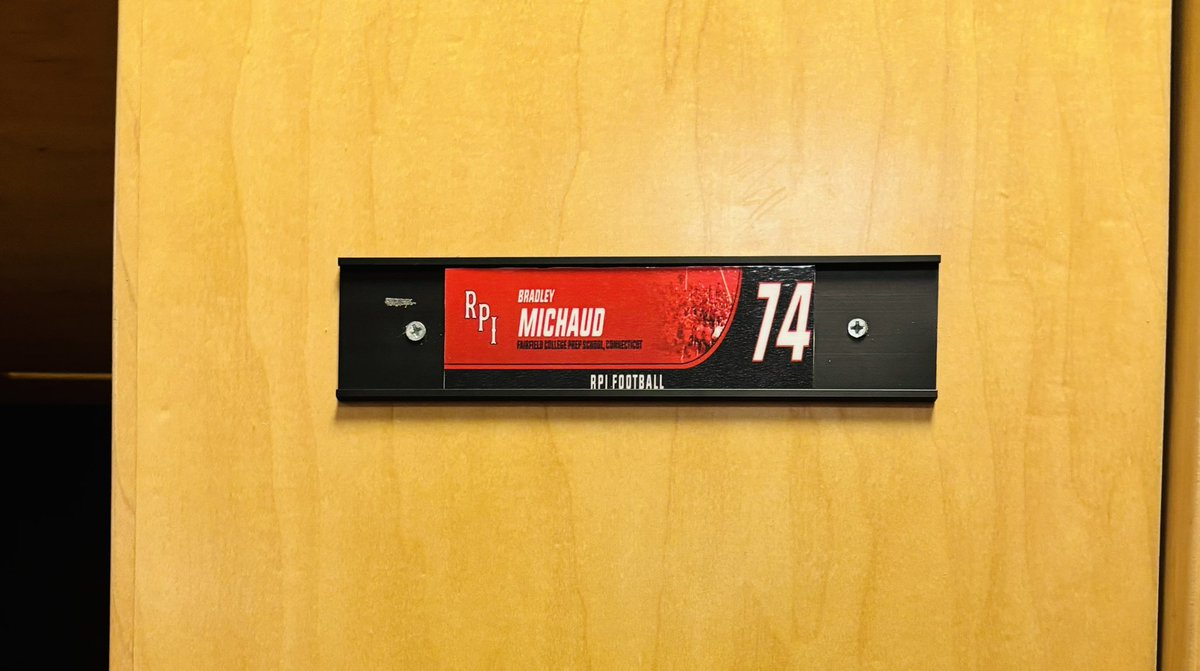 RPI
BRADLEY
MICHAUD
FAIRFIELD COLLEGE PREP SCHOOL, CONNECTICUT
74
RPI FOOTBALL